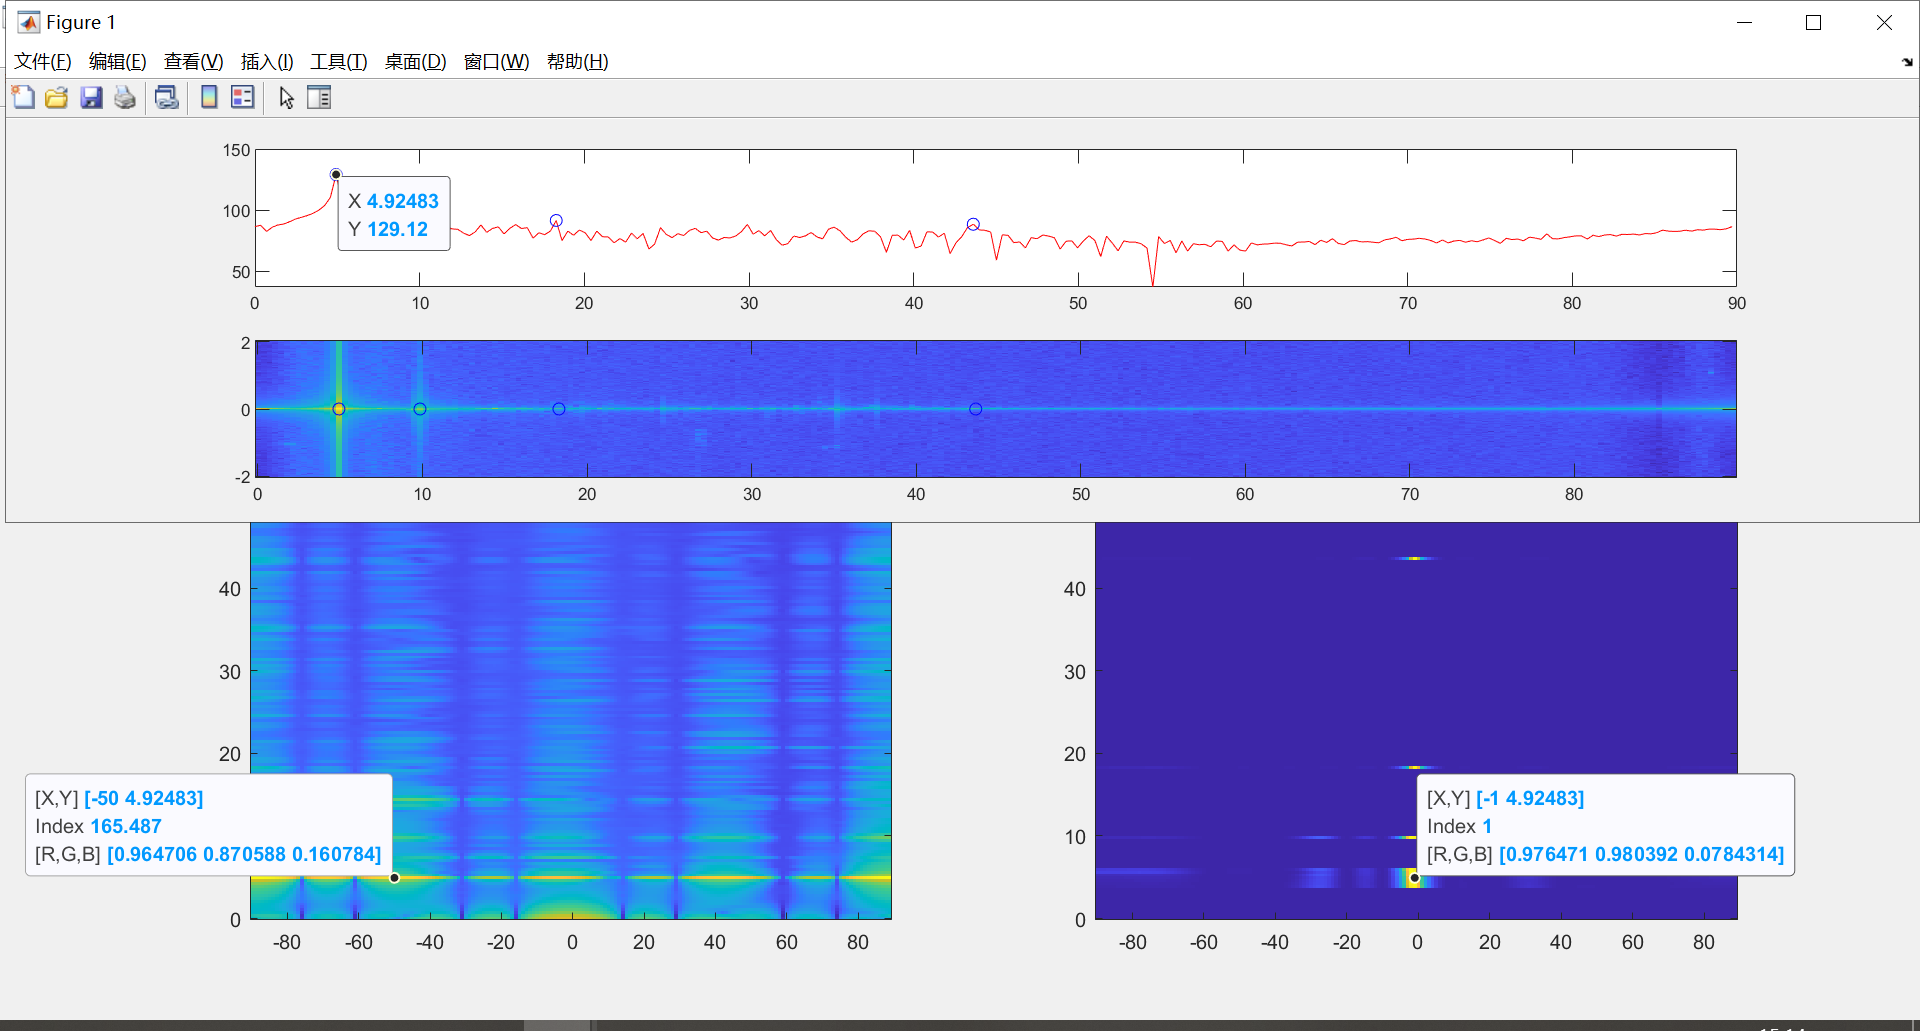 Figure 1
文件(F) 编辑(E) 查看(V) 插入(I) 工具(T) 桌面(D) 窗口(W) 帮助(H)
150
100
50
X 4.92483
Y 129.12
0 10 20 30 40 50 60 70 80 90
2
0
-2
0 10 20 30 40 50 60 70 80
40
30
20
10
0
[X,Y] [-50 4.92483]
Index 165.487
[R,G,B] [0.964706 0.870588 0.160784]
-80 -60 -40 -20 0 20 40 60 80
40
30
20
10
0
[X,Y] [-1 4.92483]
Index 1
[R,G,B] [0.976471 0.980392 0.0784314]
-80 -60 -40 -20 0 20 40 60 80